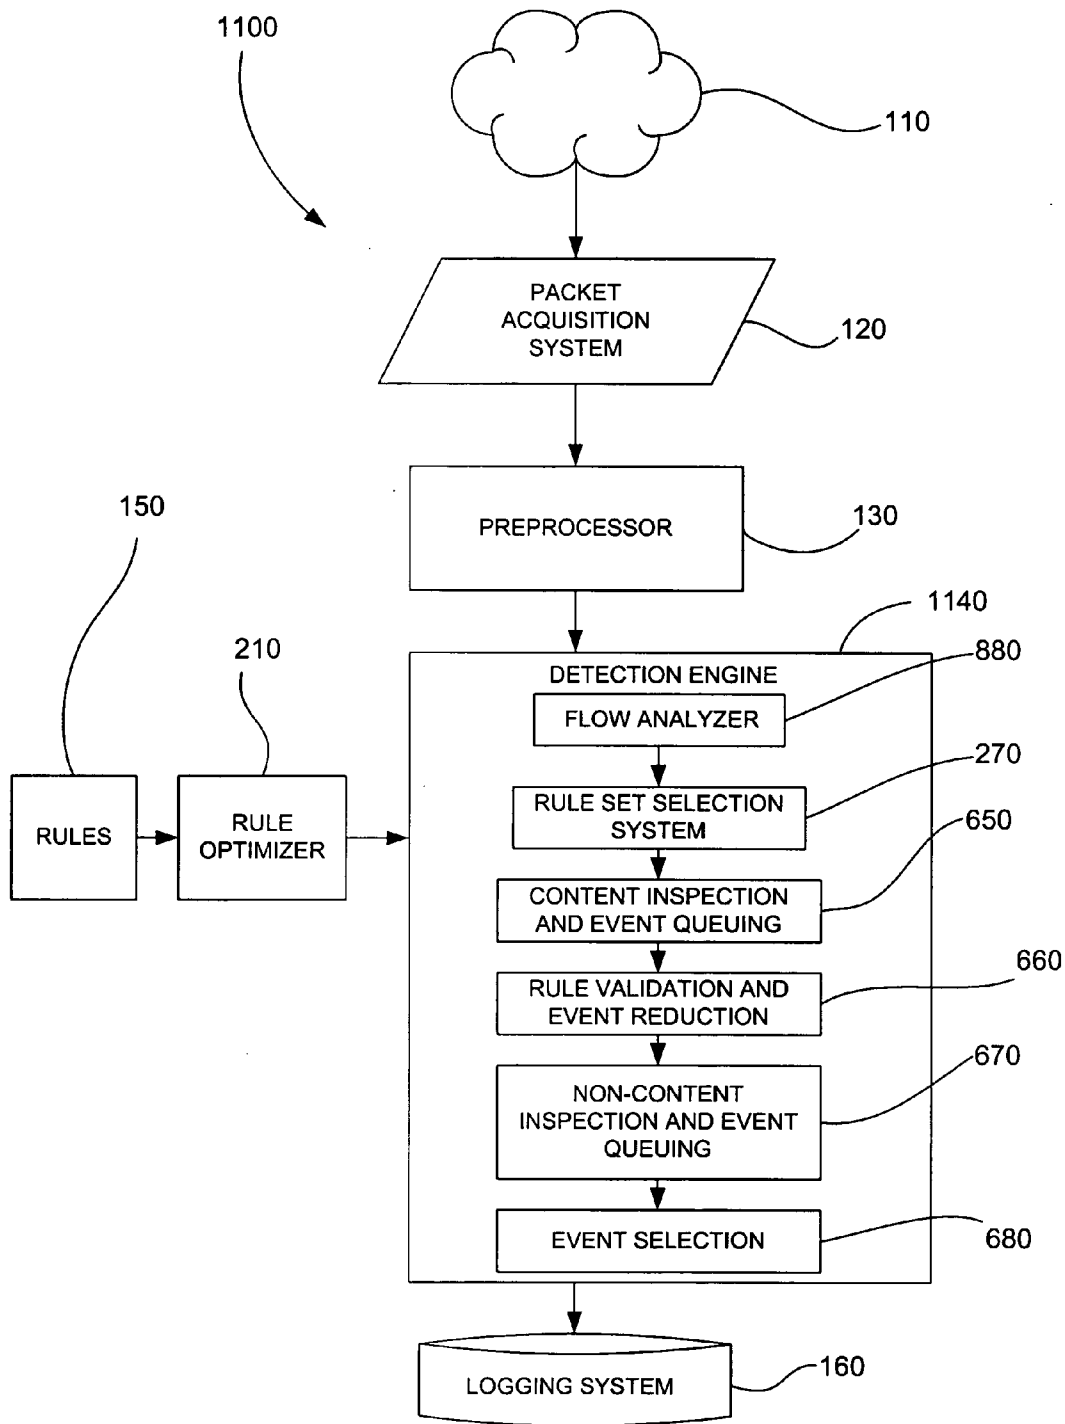 1100
110
PACKET
ACQUISITION
SYSTEM
120
PREPROCESSOR
130
150
210
1140
DETECTION ENGINE
880
FLOW ANALYZER
270
RULE SET SELECTION
SYSTEM
650
RULES
RULE
OPTIMIZER
CONTENT INSPECTION
AND EVENT QUEUING
660
RULE VALIDATION AND
EVENT REDUCTION
670
NON-CONTENT
INSPECTION AND EVENT
QUEUING
EVENT SELECTION
680
LOGGING SYSTEM
160